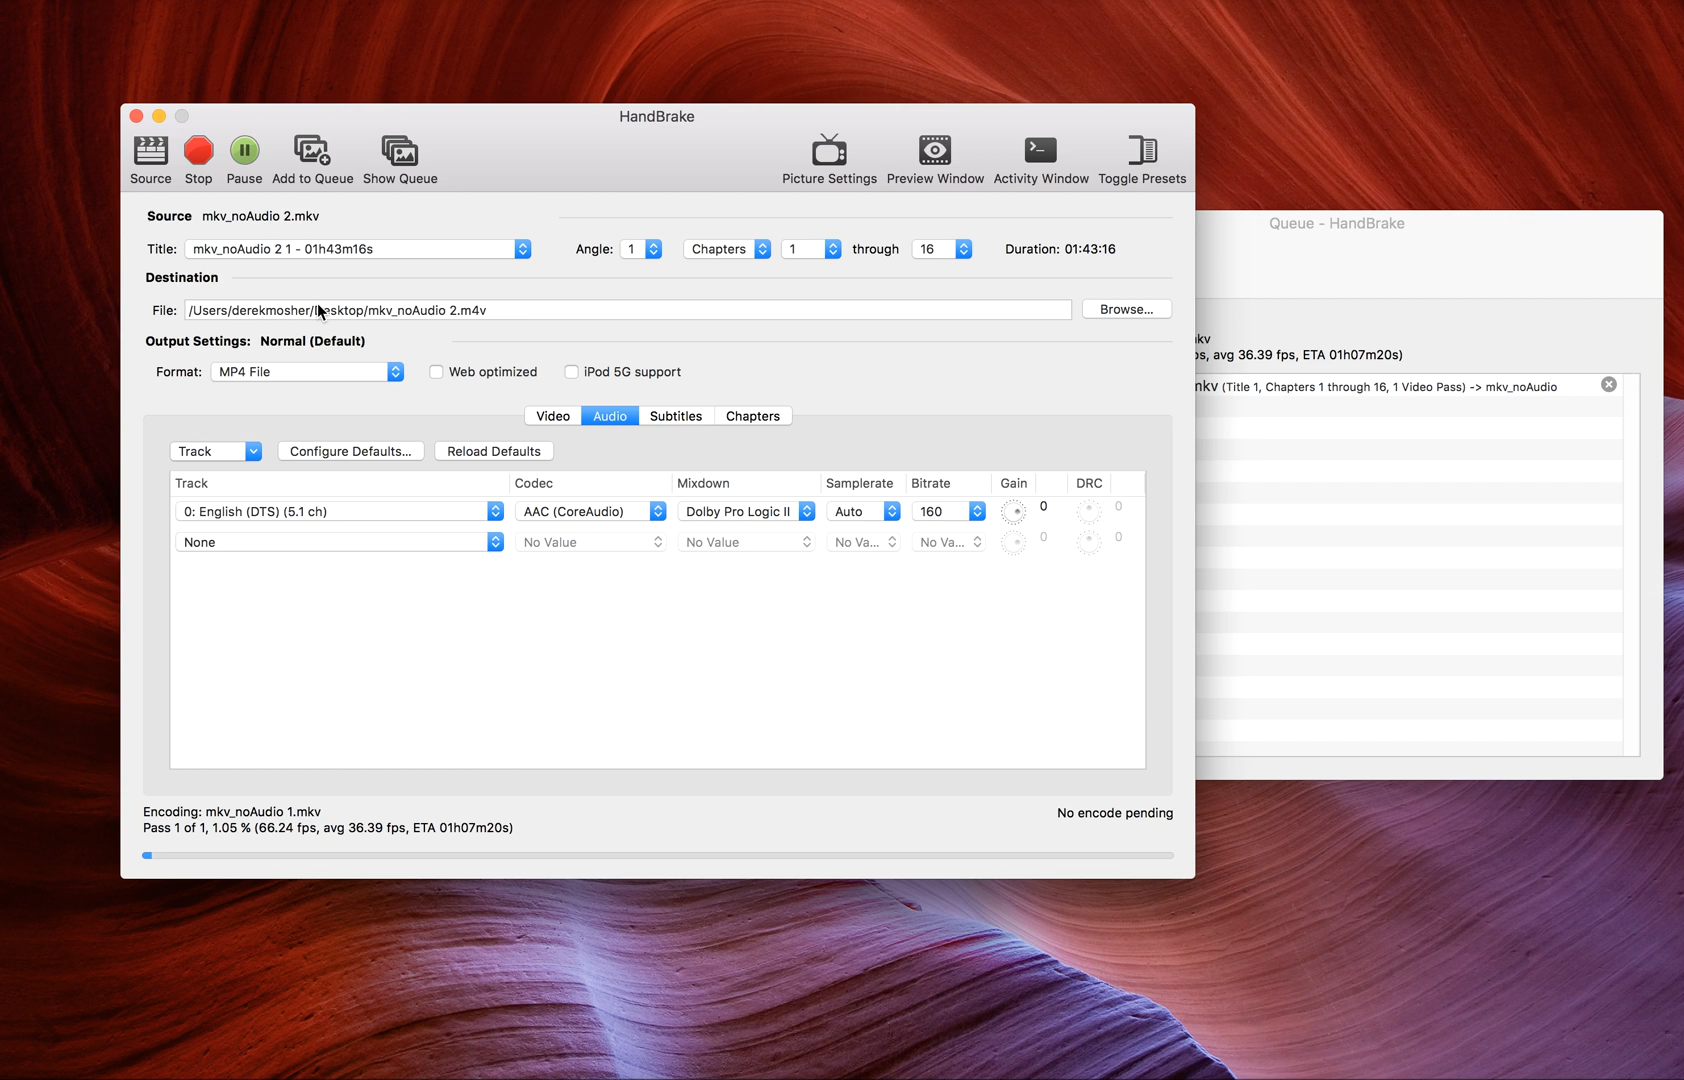 HandBrake
Source Stop Pause Add to Queue Show Queue Picture Settings Preview Window Activity Window Toggle Presets
Source mkv_noAudio 2.mkv
Title: mkv_noAudio 2 1 - 01h43m16s Angle: 1 Chapters 1 through 16 Duration: 01:43:16
Destination
File: /Users/derekmosher/Desktop/mkv_noAudio 2.m4v Browse...
Output Settings: Normal (Default)
Format: MP4 File Web optimized iPod 5G support
Video Audio Subtitles Chapters
Track Configure Defaults... Reload Defaults
Track Codec Mixdown Samplerate Bitrate Gain DRC
0: English (DTS) (5.1 ch) AAC (CoreAudio) Dolby Pro Logic II Auto 160 0 0
None No Value No Value No Va... No Va... 0 0
Encoding: mkv_noAudio 1.mkv
Pass 1 of 1, 1.05 % (66.24 fps, avg 36.39 fps, ETA 01h07m20s)
No encode pending
Queue - HandBrake
kv
ps, avg 36.39 fps, ETA 01h07m20s)
nkv (Title 1, Chapters 1 through 16, 1 Video Pass) -> mkv_noAudio